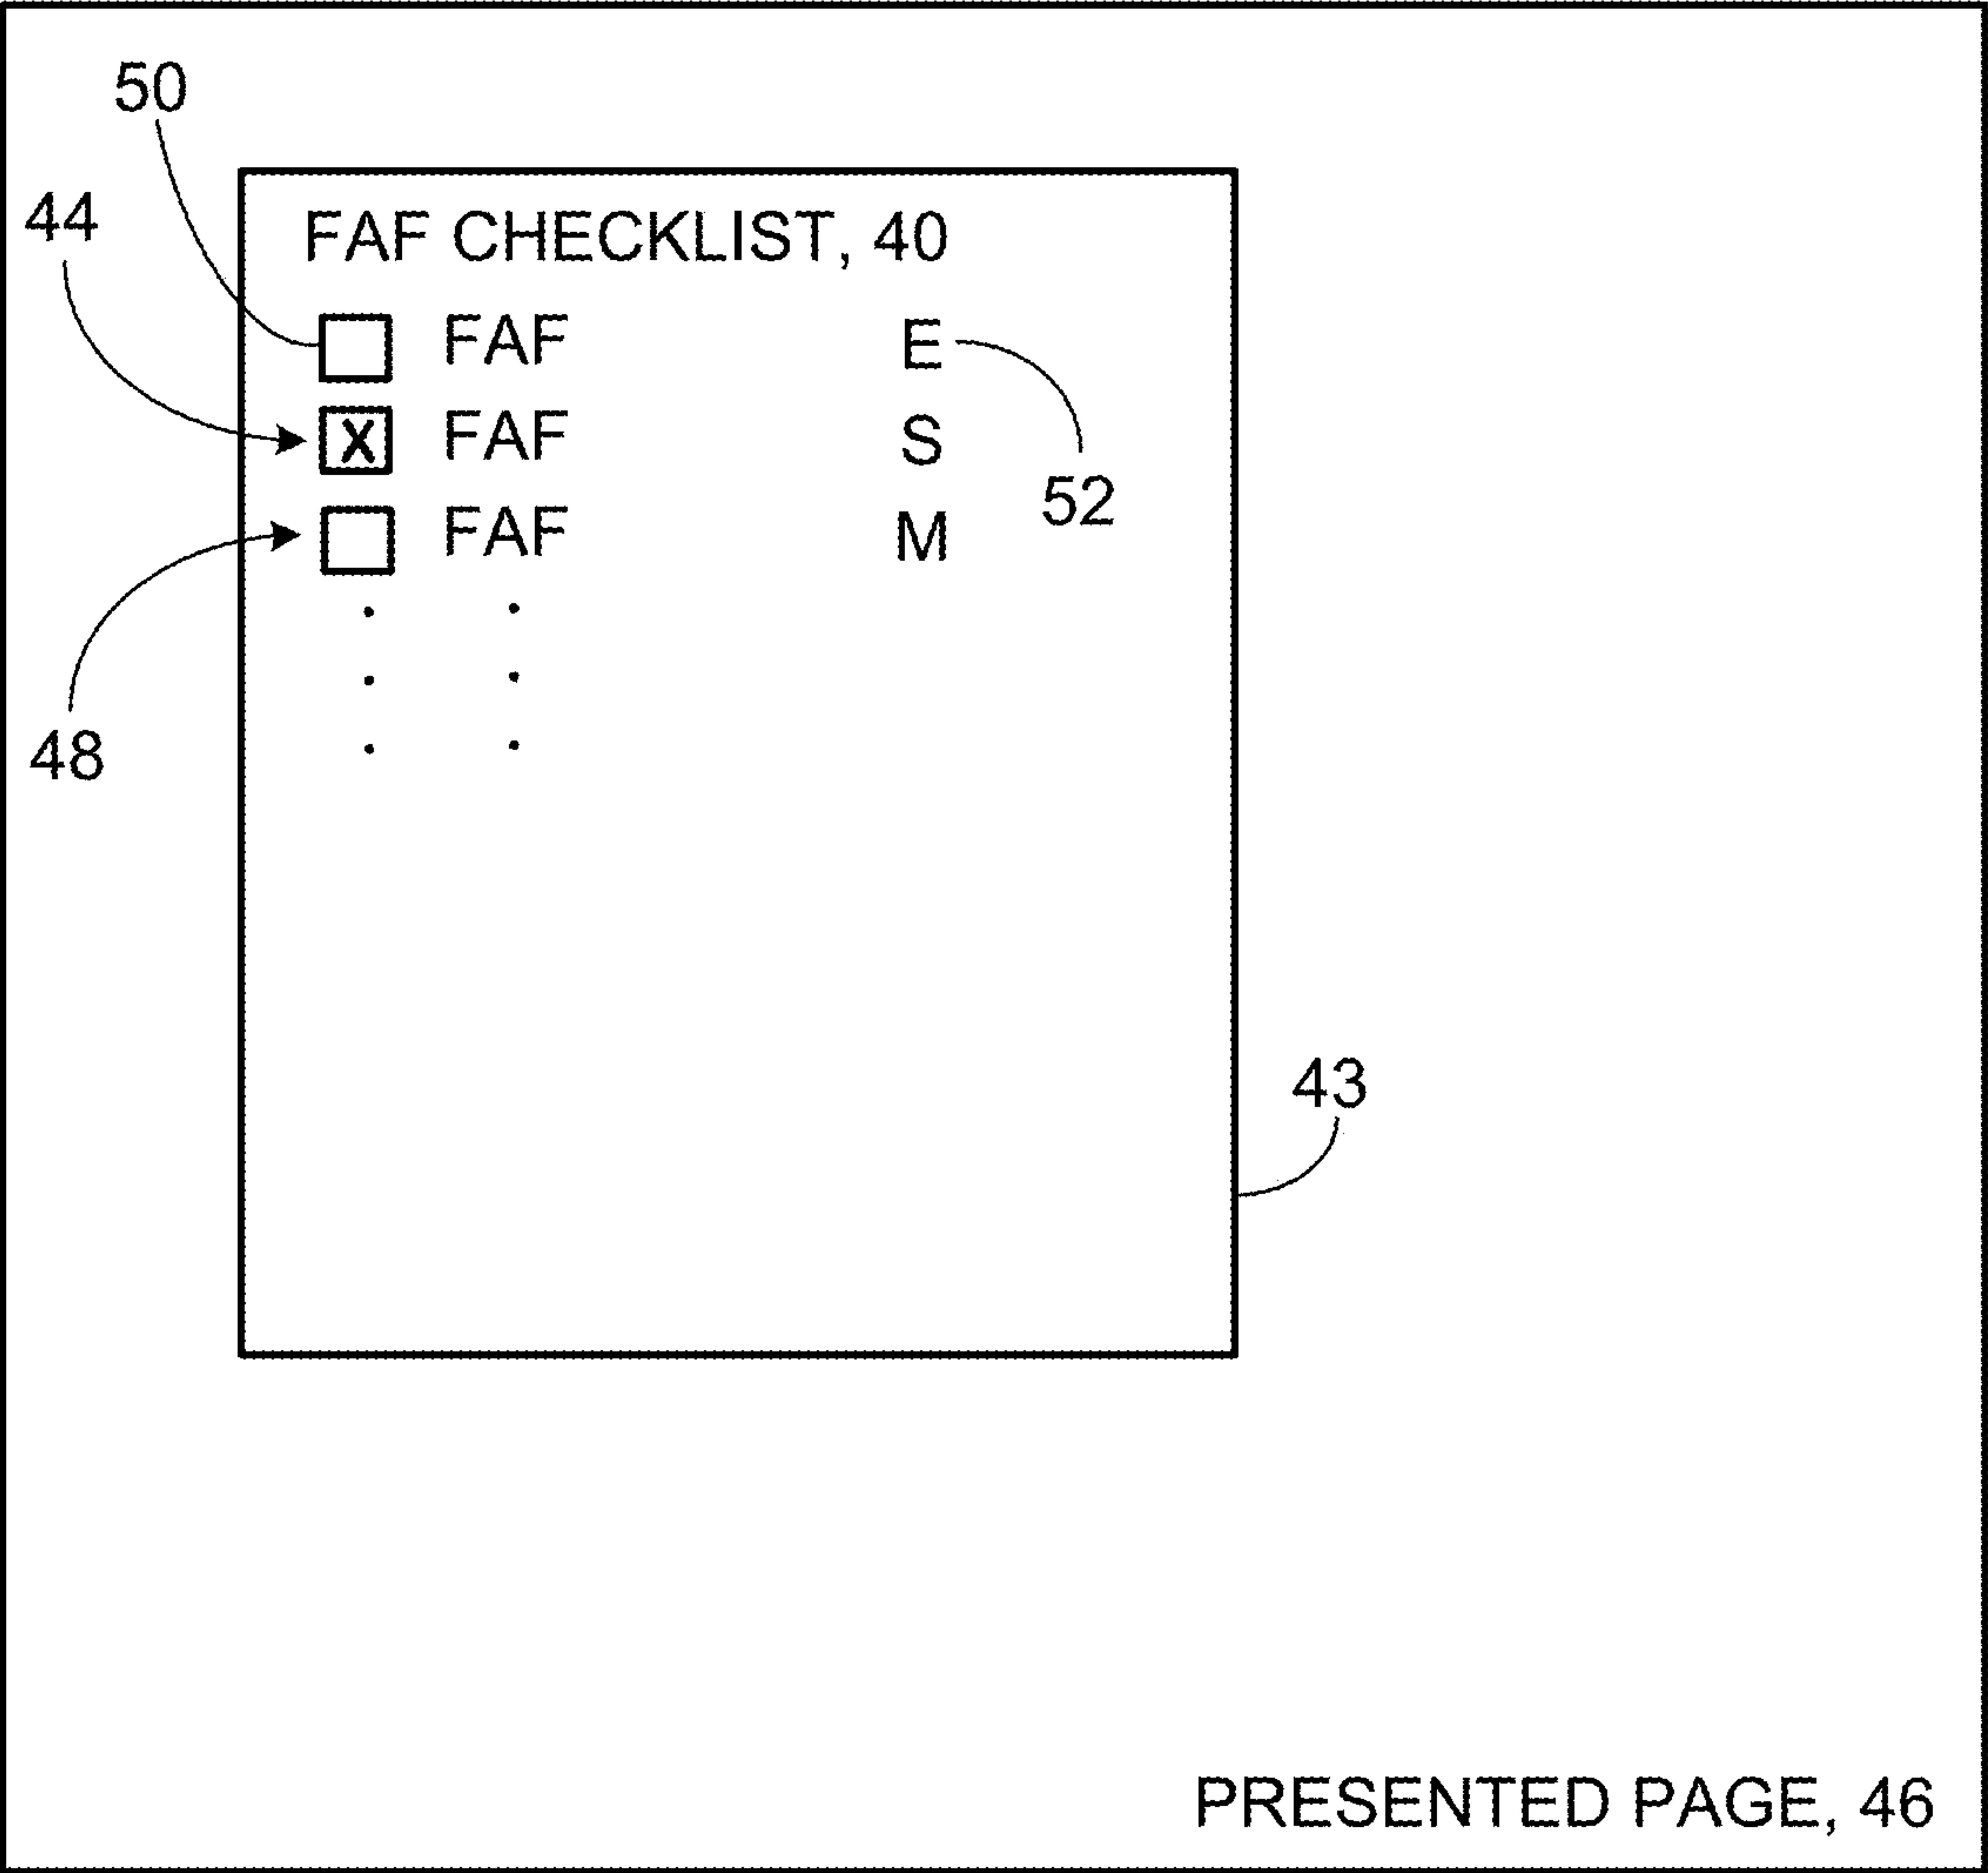 50
44
FAF CHECKLIST, 40
FAF E
X FAF S
52
FAF M
48
43
PRESENTED PAGE, 46